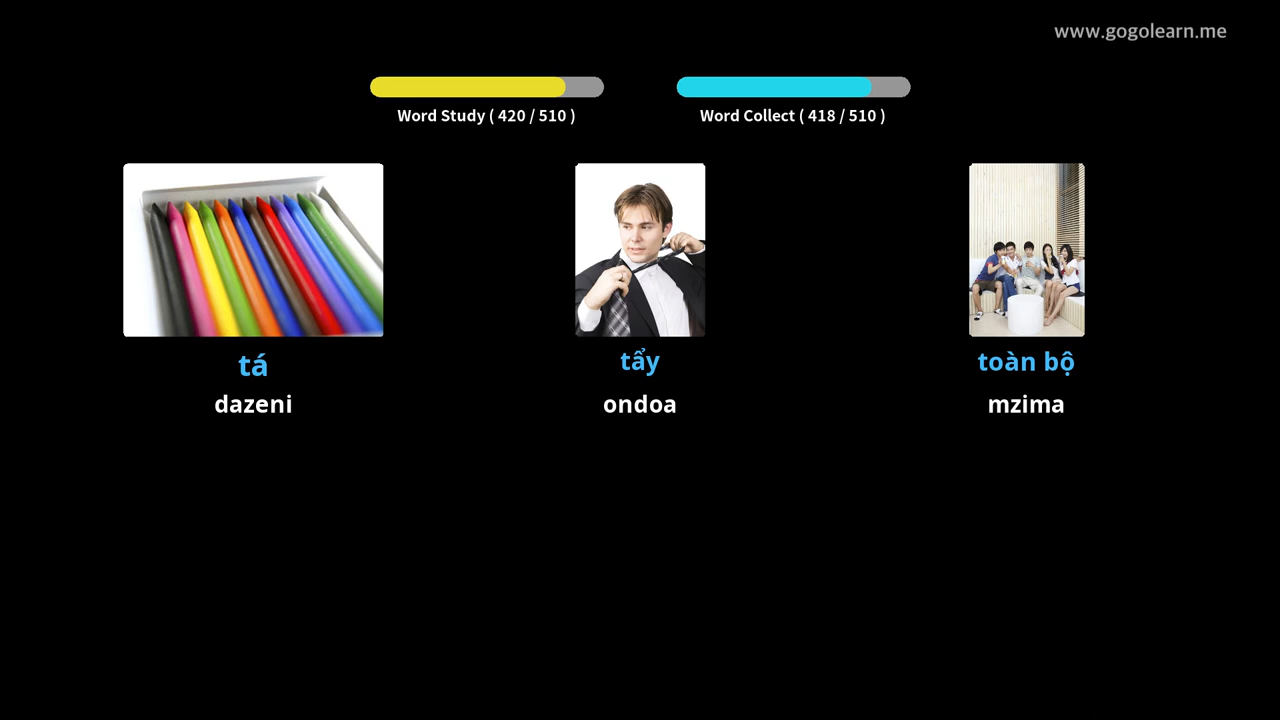 www.gogolearn.me
Word Study ( 420 / 510 )
Word Collect ( 418 / 510 )
tá
tẩy
toàn bộ
dazeni
ondoa
mzima